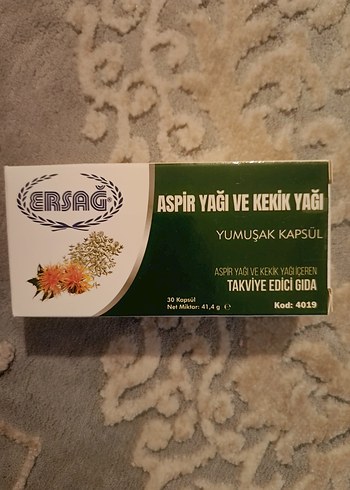 ERSAĞ
ASPİR YAĞI VE KEKİK YAĞI
YUMUŞAK KAPSÜL
ASPİR YAĞI VE KEKİK YAĞI İÇEREN
TAKVİYE EDİCİ GIDA
30 Kapsül
Net Miktar: 41,4 g ℮
Kod: 4019